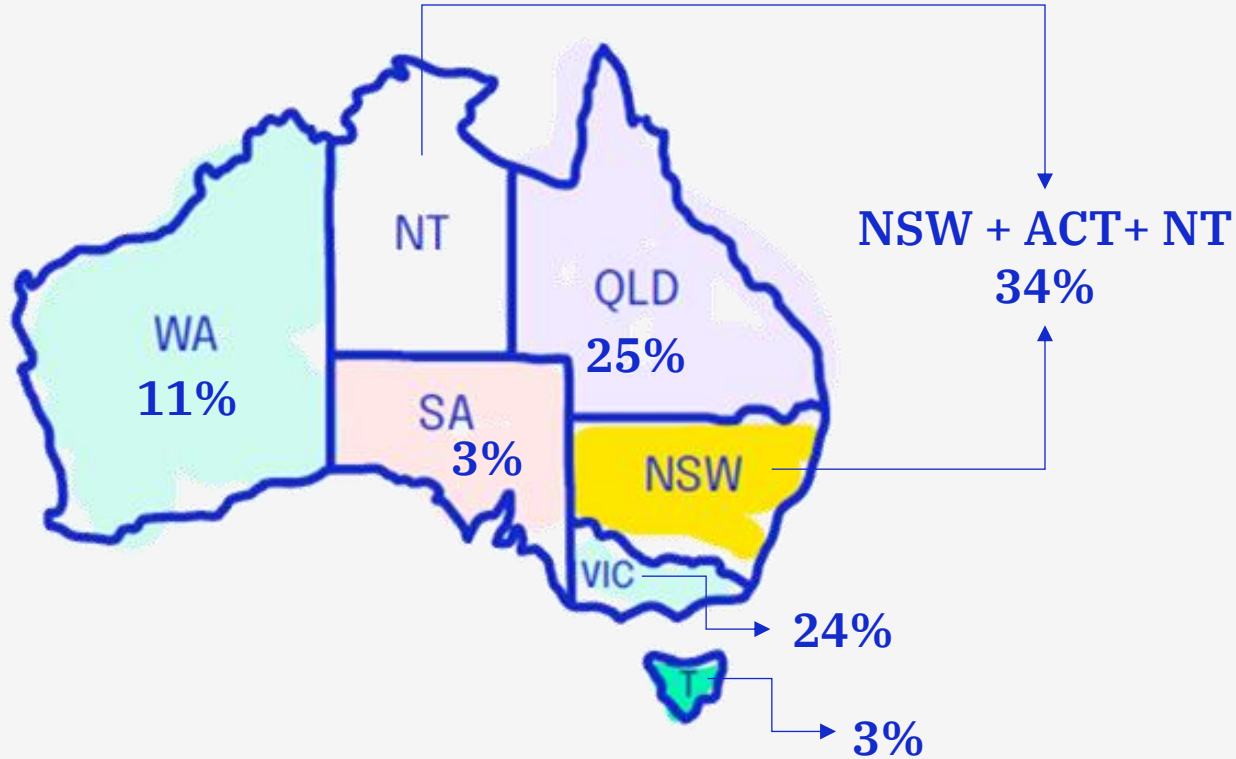 NT
NSW + ACT+ NT
34%
QLD
25%
WA
11%
SA
3%
NSW
VIC
24%
T
3%